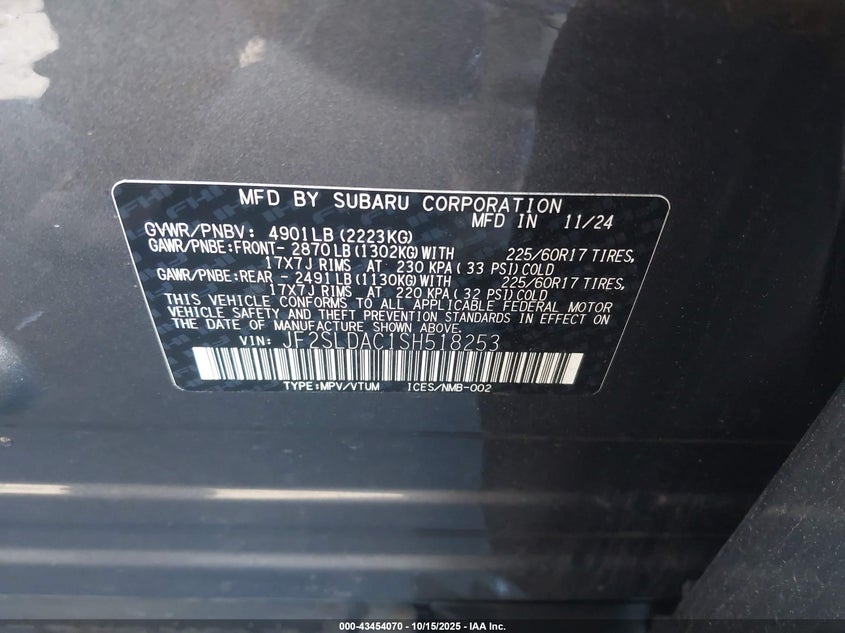 MFD BY SUBARU CORPORATION
MFD IN 11/24
GVWR/PNBV: 4901LB(2223KG)
GAWR/PNBE:FRONT- 2870LB(1302KG)WITH 225/60R17 TIRES,
17X7J RIMS AT 230 KPA( 33 PSI)COLD
GAWR/PNBE:REAR - 2491LB(1130KG)WITH 225/60R17 TIRES,
17X7J RIMS AT 220 KPA( 32 PSI)COLD
THIS VEHICLE CONFORMS TO ALL APPLICABLE FEDERAL MOTOR
VEHICLE SAFETY AND THEFT PREVENTION STANDARDS IN EFFECT ON
THE DATE OF MANUFACTURE SHOWN ABOVE.
VIN: JF2SLDAC1SH518253
TYPE:MPV/VTUM ICES/NMB-002
000-43454070 - 10/15/2025 - IAA Inc.